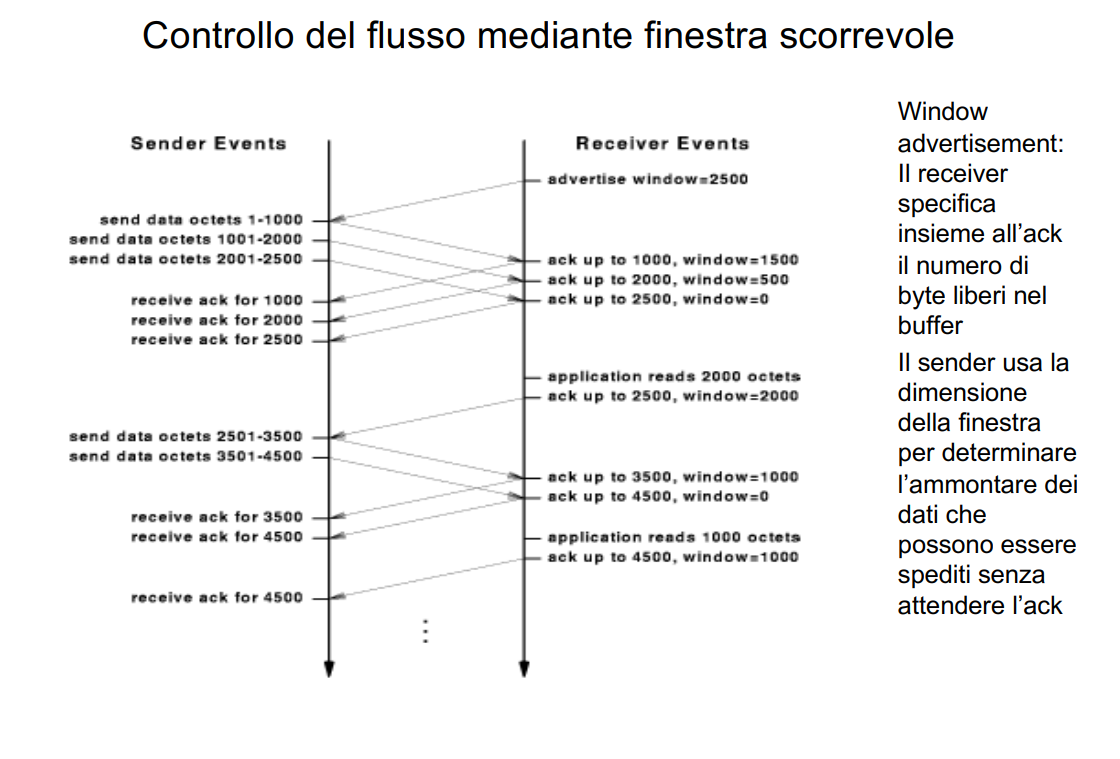 Controllo del flusso mediante finestra scorrevole
Sender Events
Receiver Events
advertise window=2500
send data octets 1-1000
send data octets 1001-2000
send data octets 2001-2500
ack up to 1000, window=1500
ack up to 2000, window=500
ack up to 2500, window=0
receive ack for 1000
receive ack for 2000
receive ack for 2500
application reads 2000 octets
ack up to 2500, window=2000
send data octets 2501-3500
send data octets 3501-4500
ack up to 3500, window=1000
ack up to 4500, window=0
receive ack for 3500
receive ack for 4500
application reads 1000 octets
ack up to 4500, window=1000
receive ack for 4500
Window
advertisement:
Il receiver
specifica
insieme all’ack
il numero di
byte liberi nel
buffer
Il sender usa la
dimensione
della finestra
per determinare
l’ammontare dei
dati che
possono essere
spediti senza
attendere l’ack